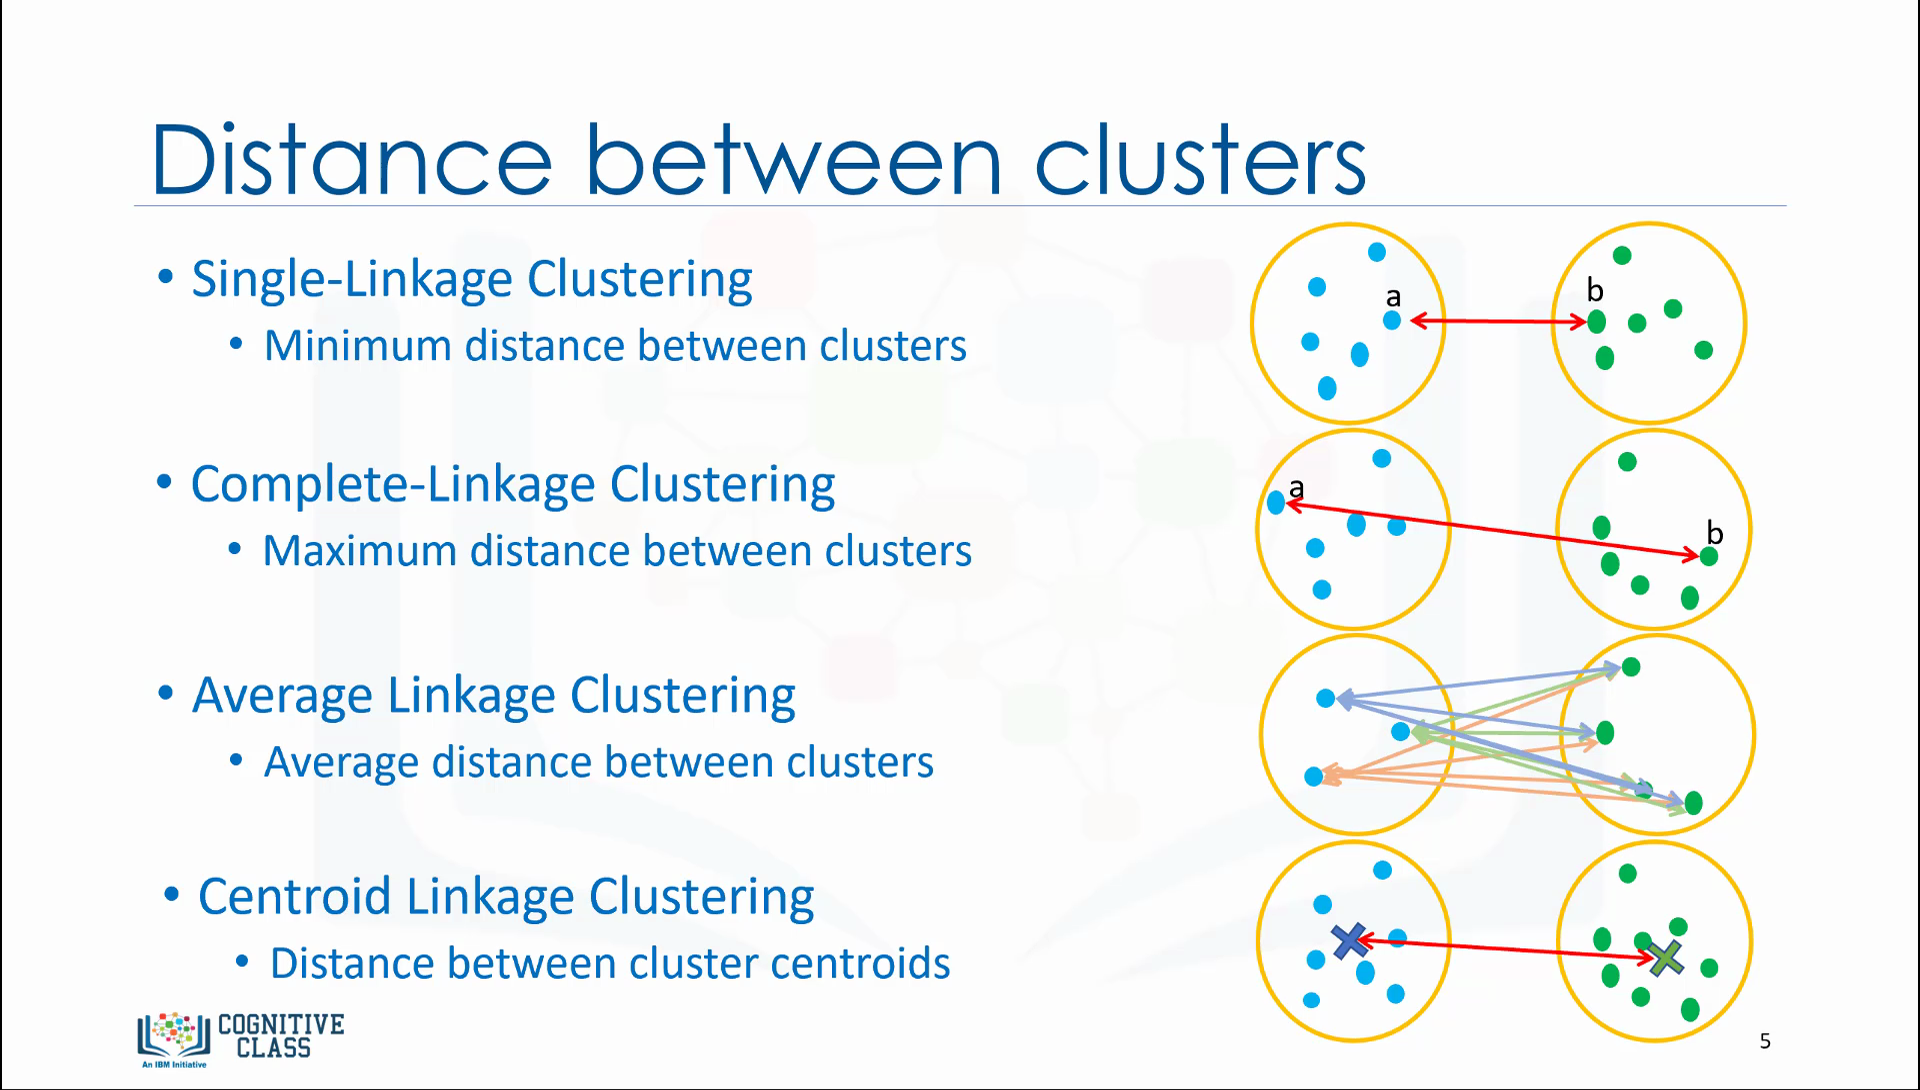 Distance between clusters
• Single-Linkage Clustering
• Minimum distance between clusters
a
b
• Complete-Linkage Clustering
• Maximum distance between clusters
a
b
• Average Linkage Clustering
• Average distance between clusters
• Centroid Linkage Clustering
• Distance between cluster centroids
COGNITIVE
CLASS
An IBM Initiative
5